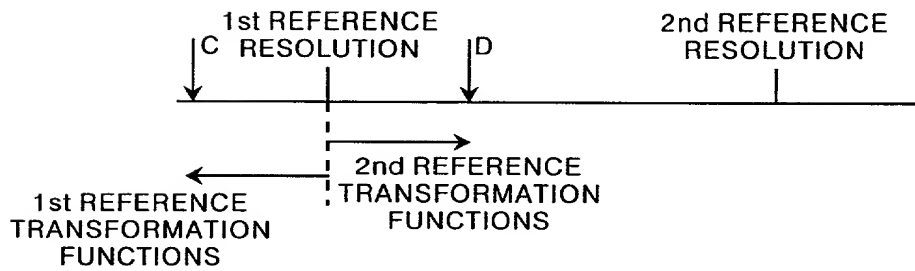 C
1st REFERENCE
RESOLUTION
D
2nd REFERENCE
RESOLUTION
2nd REFERENCE
TRANSFORMATION
FUNCTIONS
1st REFERENCE
TRANSFORMATION
FUNCTIONS